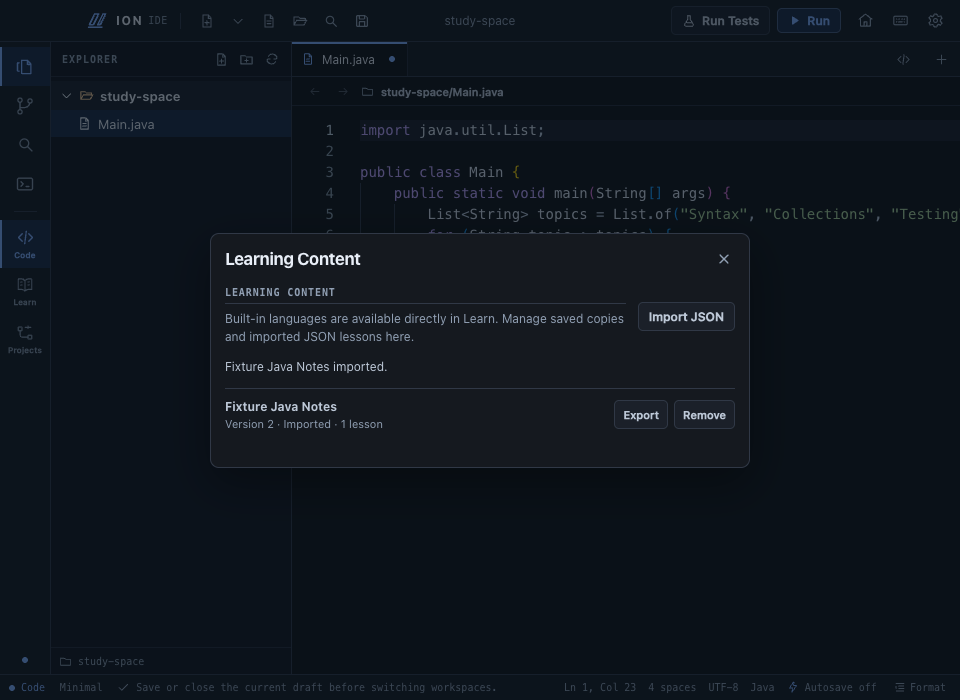 ION IDE
study-space
Run Tests
Run
EXPLORER
study-space
Main.java
study-space
Main.java
study-space/Main.java
1 import java.util.List;
2
3 public class Main {
4 public static void main(String[] args) {
5 List<String> topics = List.of("Syntax", "Collections", "Testing
for (String topic : topics) {
Code
Learn
Projects
Learning Content
LEARNING CONTENT
Built-in languages are available directly in Learn. Manage saved copies
and imported JSON lessons here.
Import JSON
Fixture Java Notes imported.
Fixture Java Notes
Version 2 · Imported · 1 lesson
Export
Remove
Code
Minimal
Save or close the current draft before switching workspaces.
Ln 1, Col 23
4 spaces
UTF-8
Java
Autosave off
Format